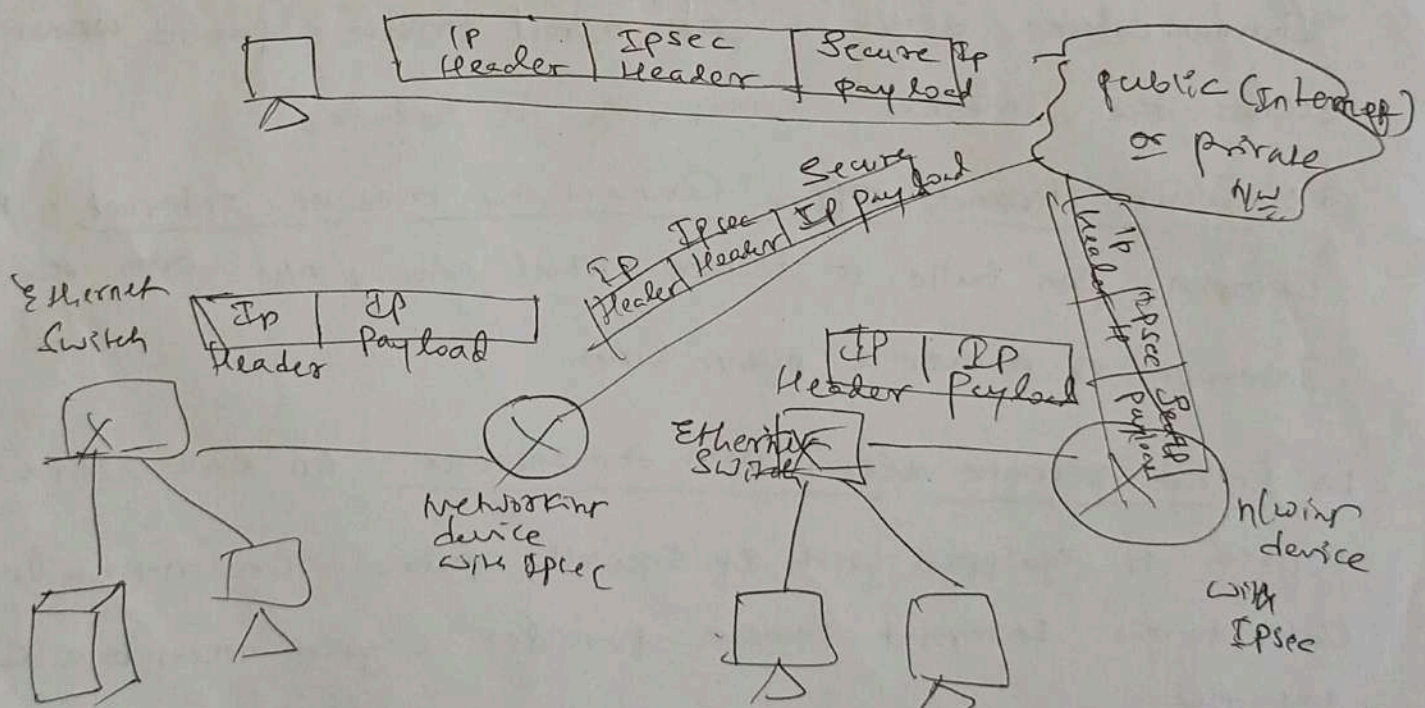 IP Header
Ipsec Header
Secure Ip payload
public (Internet)
or private
nw
IP Header
Ipsec Header
Secure IP payload
Ip Header
Ipsec
Secure IP payload
Ethernet
Switch
Ip Header
IP Payload
IP Header
IP Payload
Ethernet
Switch
Networking
device
with Ipsec
n/wing
device
with
Ipsec